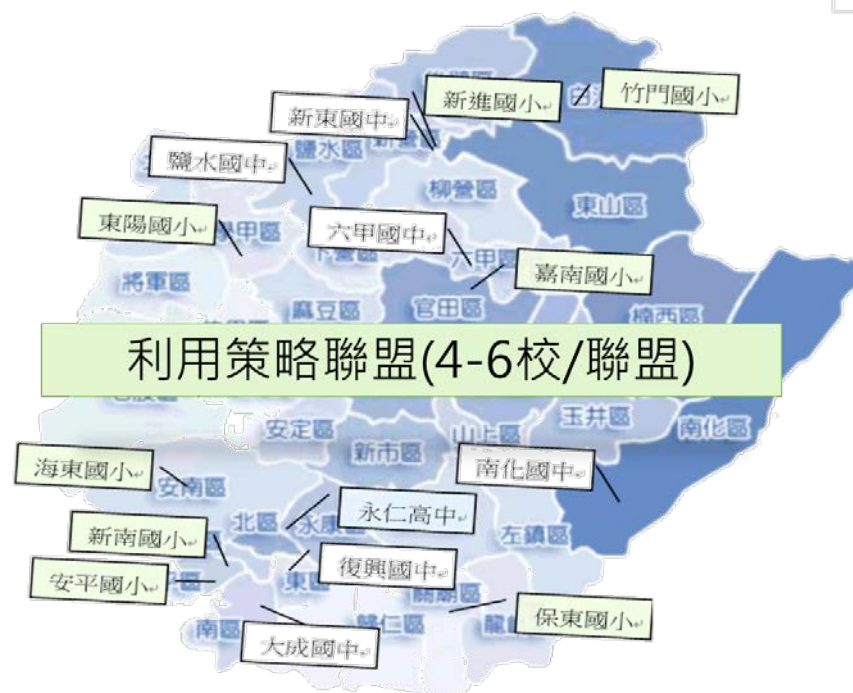 新進國小
竹門國小
新東國中
鹽水區
鹽水國中
柳營區
東山區
東陽國小
六甲國中
六甲區
嘉南國小
將軍區
麻豆區
官田區
楠西區
利用策略聯盟(4-6校/聯盟)
安定區
山上區
玉井區
南化區
新市區
海東國小
安南區
南化國中
永仁高中
北區
左鎮區
新南國小
復興國中
東區
安平國小
保東國小
南區
歸仁區
大成國中